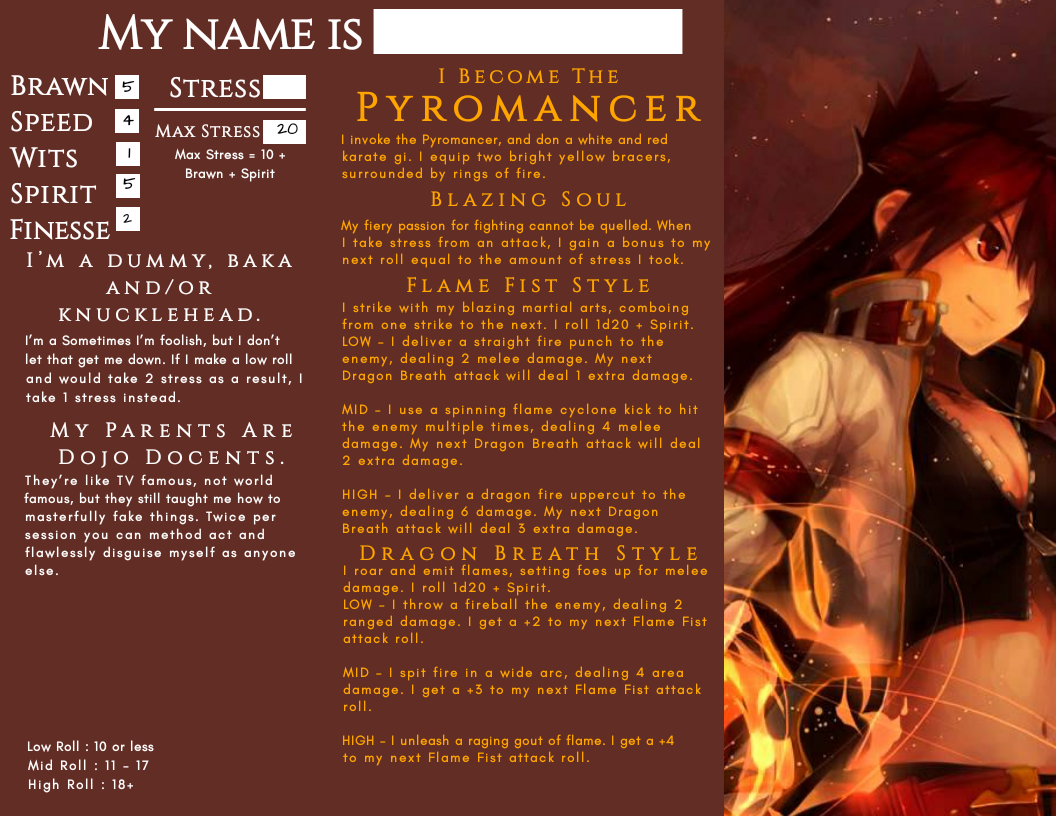 My name is
Brawn 5
Speed 4
Wits 1
Spirit 5
Finesse 2
Stress
Max Stress 20
Max Stress = 10 +
Brawn + Spirit
I'm a dummy, baka
and/or
knucklehead.
I'm a Sometimes I'm foolish, but I don't
let that get me down. If I make a low roll
and would take 2 stress as a result, I
take 1 stress instead.
My Parents Are
Dojo Docents.
They're like TV famous, not world
famous, but they still taught me how to
masterfully fake things. Twice per
session you can method act and
flawlessly disguise myself as anyone
else.
Low Roll : 10 or less
Mid Roll : 11 - 17
High Roll : 18+
I Become The
Pyromancer
I invoke the Pyromancer, and don a white and red
karate gi. I equip two bright yellow bracers,
surrounded by rings of fire.
Blazing Soul
My fiery passion for fighting cannot be quelled. When
I take stress from an attack, I gain a bonus to my
next roll equal to the amount of stress I took.
Flame Fist Style
I strike with my blazing martial arts, comboing
from one strike to the next. I roll 1d20 + Spirit.
LOW - I deliver a straight fire punch to the
enemy, dealing 2 melee damage. My next
Dragon Breath attack will deal 1 extra damage.
MID - I use a spinning flame cyclone kick to hit
the enemy multiple times, dealing 4 melee
damage. My next Dragon Breath attack will deal
2 extra damage.
HIGH - I deliver a dragon fire uppercut to the
enemy, dealing 6 damage. My next Dragon
Breath attack will deal 3 extra damage.
Dragon Breath Style
I roar and emit flames, setting foes up for melee
damage. I roll 1d20 + Spirit.
LOW - I throw a fireball the enemy, dealing 2
ranged damage. I get a +2 to my next Flame Fist
attack roll.
MID - I spit fire in a wide arc, dealing 4 area
damage. I get a +3 to my next Flame Fist attack
roll.
HIGH - I unleash a raging gout of flame. I get a +4
to my next Flame Fist attack roll.